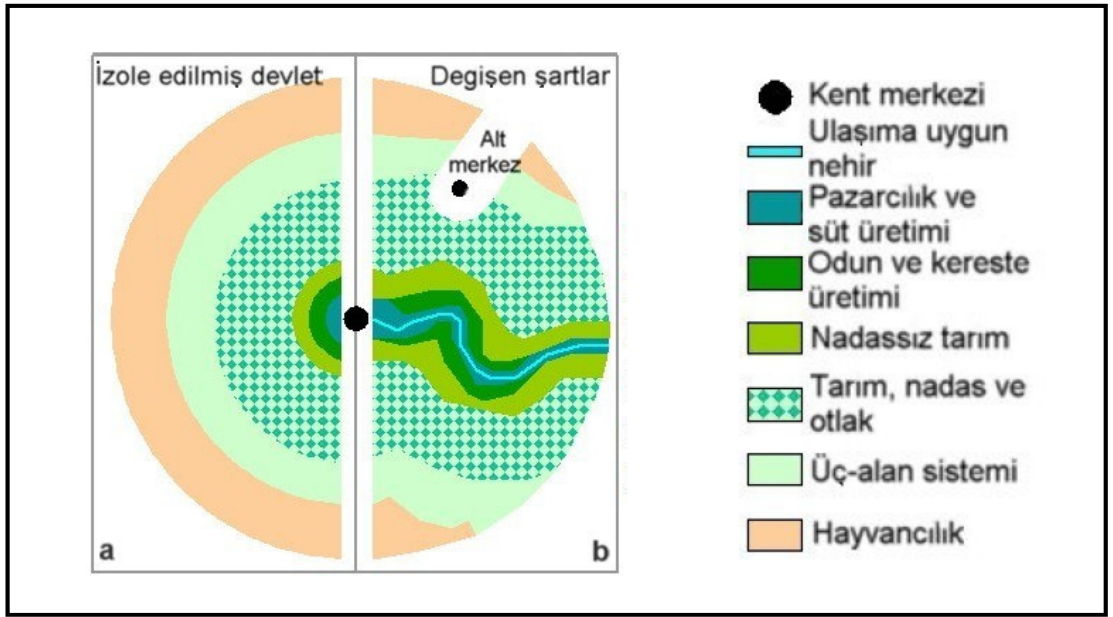 İzole edilmiş devlet
Degişen şartlar
Alt
merkez
a
b
Kent merkezi
Ulaşıma uygun
nehir
Pazarcılık ve
süt üretimi
Odun ve kereste
üretimi
Nadassız tarım
Tarım, nadas ve
otlak
Üç-alan sistemi
Hayvancılık